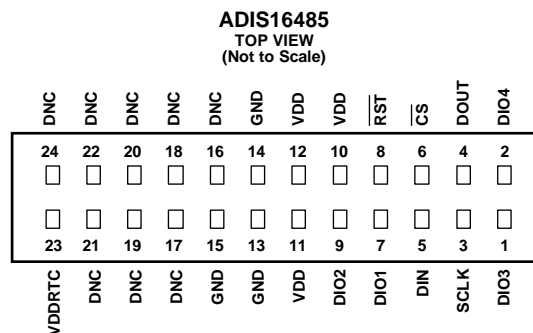 ADIS16485
TOP VIEW
(Not to Scale)
DNC DNC DNC DNC DNC GND VDD VDD RST CS DOUT DIO4
24 22 20 18 16 14 12 10 8 6 4 2
23 21 19 17 15 13 11 9 7 5 3 1
VDDRTC DNC DNC DNC GND GND VDD DIO2 DIO1 DIN SCLK DIO3